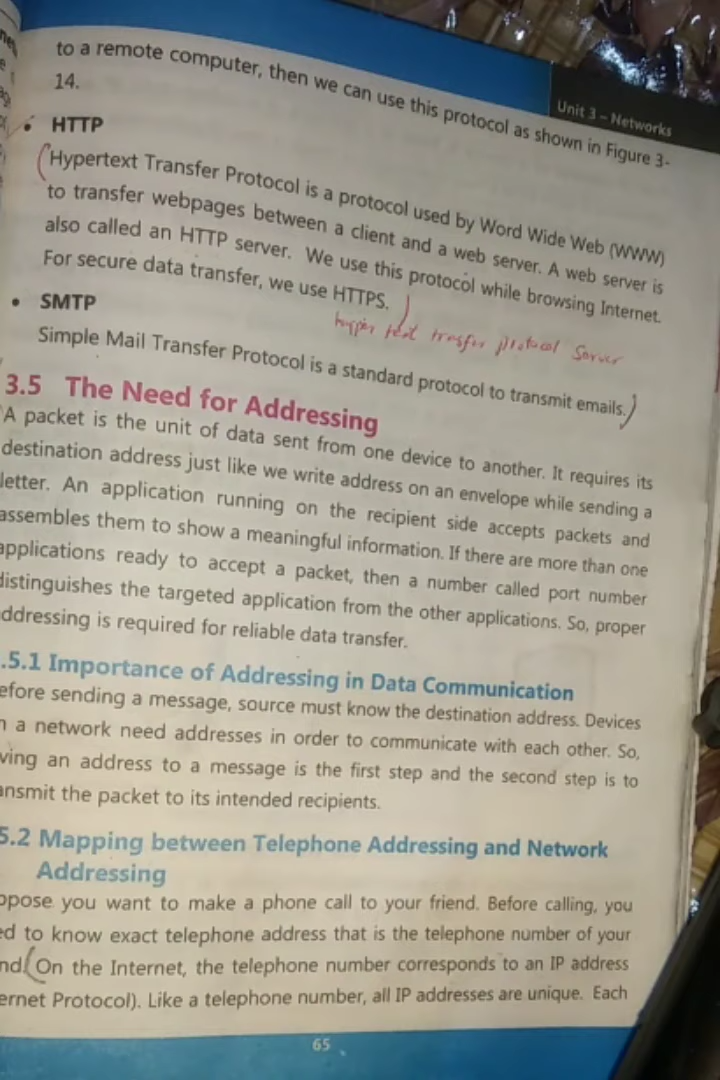 Unit 3 – Networks
to a remote computer, then we can use this protocol as shown in Figure 3-
14.
• HTTP
(Hypertext Transfer Protocol is a protocol used by Word Wide Web (WWW)
to transfer webpages between a client and a web server. A web server is
also called an HTTP server. We use this protocol while browsing Internet.
For secure data transfer, we use HTTPS.)
protocol Server
• SMTP
Simple Mail Transfer Protocol is a standard protocol to transmit emails.)
3.5 The Need for Addressing
A packet is the unit of data sent from one device to another. It requires its
destination address just like we write address on an envelope while sending a
letter. An application running on the recipient side accepts packets and
assembles them to show a meaningful information. If there are more than one
applications ready to accept a packet, then a number called port number
distinguishes the targeted application from the other applications. So, proper
ddressing is required for reliable data transfer.
.5.1 Importance of Addressing in Data Communication
efore sending a message, source must know the destination address. Devices
a network need addresses in order to communicate with each other. So,
ving an address to a message is the first step and the second step is to
ansmit the packet to its intended recipients.
5.2 Mapping between Telephone Addressing and Network
Addressing
ppose you want to make a phone call to your friend. Before calling, you
ed to know exact telephone address that is the telephone number of your
nd. (On the Internet, the telephone number corresponds to an IP address
ernet Protocol). Like a telephone number, all IP addresses are unique. Each
65